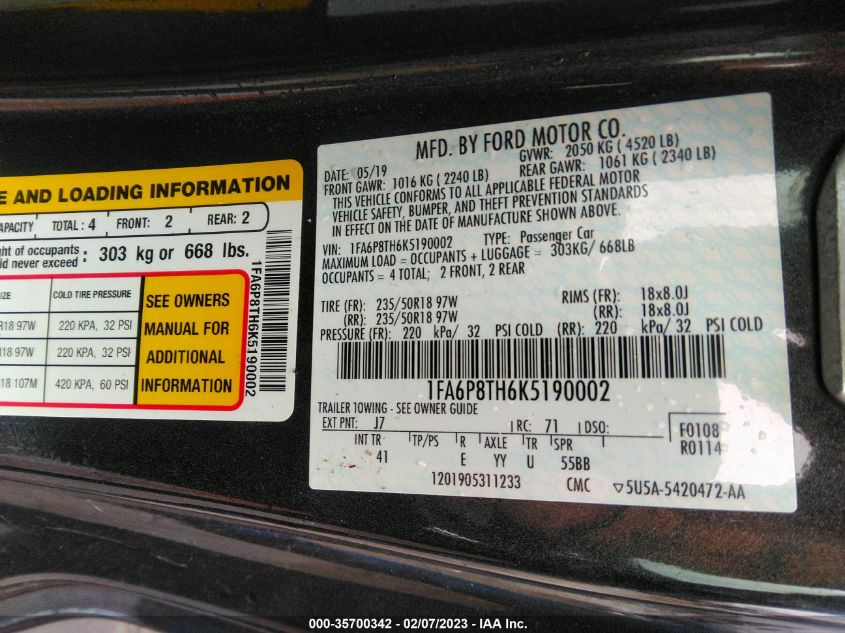 E AND LOADING INFORMATION
APACITY TOTAL: 4 FRONT: 2 REAR: 2
ght of occupants
ld never exceed : 303 kg or 668 lbs.
IZE COLD TIRE PRESSURE
R18 97W 220 KPA, 32 PSI
R18 97W 220 KPA, 32 PSI
18 107M 420 KPA, 60 PSI
SEE OWNERS
MANUAL FOR
ADDITIONAL
INFORMATION
1FA6P8TH6K5190002
MFD. BY FORD MOTOR CO.
DATE: 05/19 GVWR: 2050 KG ( 4520 LB)
FRONT GAWR: 1016 KG ( 2240 LB) REAR GAWR: 1061 KG ( 2340 LB)
THIS VEHICLE CONFORMS TO ALL APPLICABLE FEDERAL MOTOR
VEHICLE SAFETY, BUMPER, AND THEFT PREVENTION STANDARDS
IN EFFECT ON THE DATE OF MANUFACTURE SHOWN ABOVE.
VIN: 1FA6P8TH6K5190002 TYPE: Passenger Car
MAXIMUM LOAD = OCCUPANTS + LUGGAGE = 303KG/ 668LB
OCCUPANTS = 4 TOTAL; 2 FRONT, 2 REAR
TIRE (FR): 235/50R18 97W RIMS (FR): 18x8.0J
(RR): 235/50R18 97W (RR): 18x8.0J
PRESSURE (FR): 220 kPa/ 32 PSI COLD (RR): 220 kPa/ 32 PSI COLD
1FA6P8TH6K5190002
TRAILER TOWING - SEE OWNER GUIDE
EXT PNT: J7 RC: 71 DSO: F0108
R0114
INT TR TP/PS R AXLE TR SPR
41 E YY U 55BB
1201905311233 CMC ▽5U5A-5420472-AA
000-35700342 - 02/07/2023 - IAA Inc.